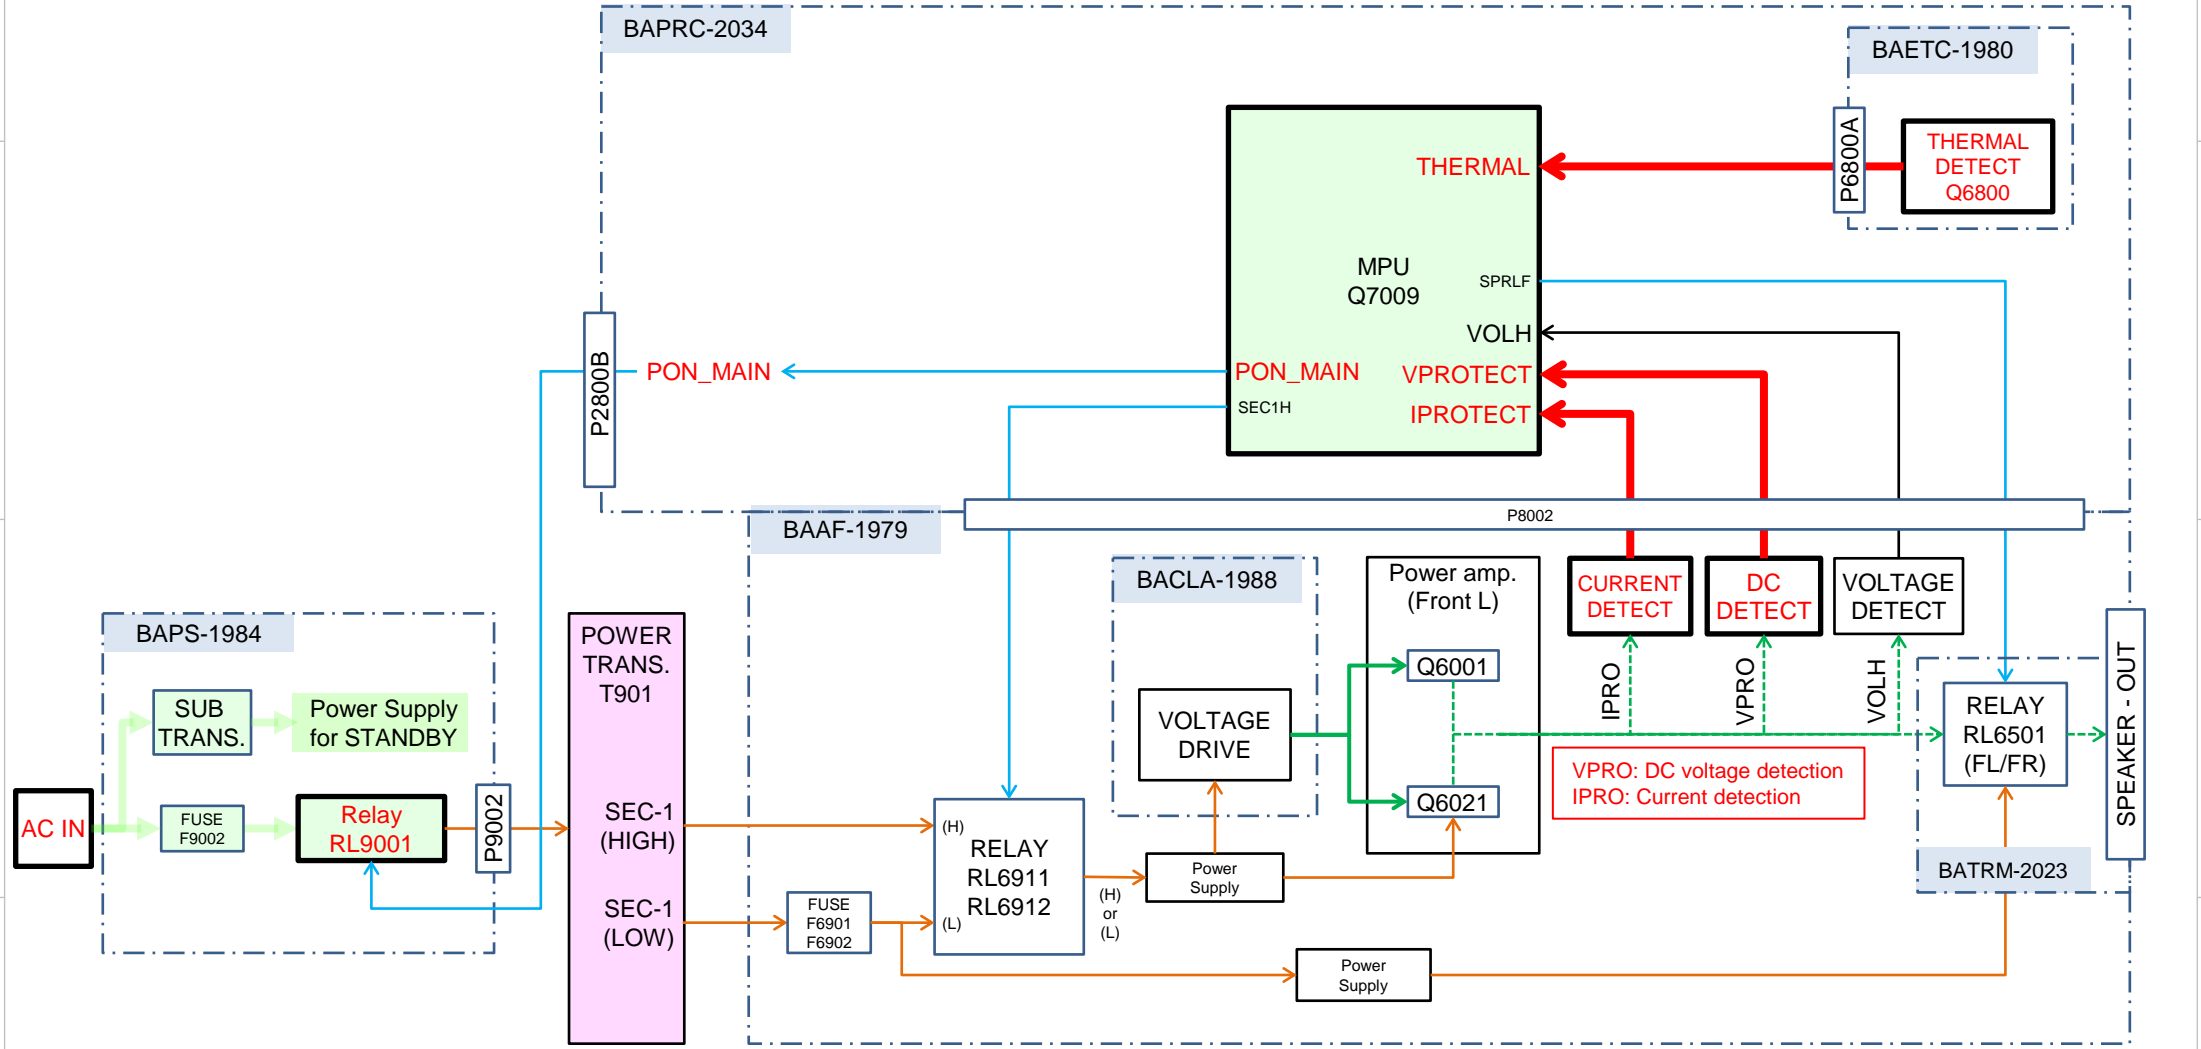 BAPRC-2034
BAETC-1980
P6800A
THERMAL
DETECT
Q6800
THERMAL
MPU
Q7009
SPRLF
VOLH
PON_MAIN
PON_MAIN
VPROTECT
SEC1H
IPROTECT
P2800B
P8002
BAAF-1979
BACLA-1988
Power amp.
(Front L)
CURRENT
DETECT
DC
DETECT
VOLTAGE
DETECT
BAPS-1984
POWER
TRANS.
T901
Q6001
IPRO
VPRO
VOLH
SPEAKER - OUT
SUB
TRANS.
Power Supply
for STANDBY
VOLTAGE
DRIVE
RELAY
RL6501
(FL/FR)
VPRO: DC voltage detection
IPRO: Current detection
Q6021
AC IN
FUSE
F9002
Relay
RL9001
P9002
SEC-1
(HIGH)
(H)
RELAY
RL6911
RL6912
(L)
(H)
or
(L)
Power
Supply
BATRM-2023
SEC-1
(LOW)
FUSE
F6901
F6902
Power
Supply